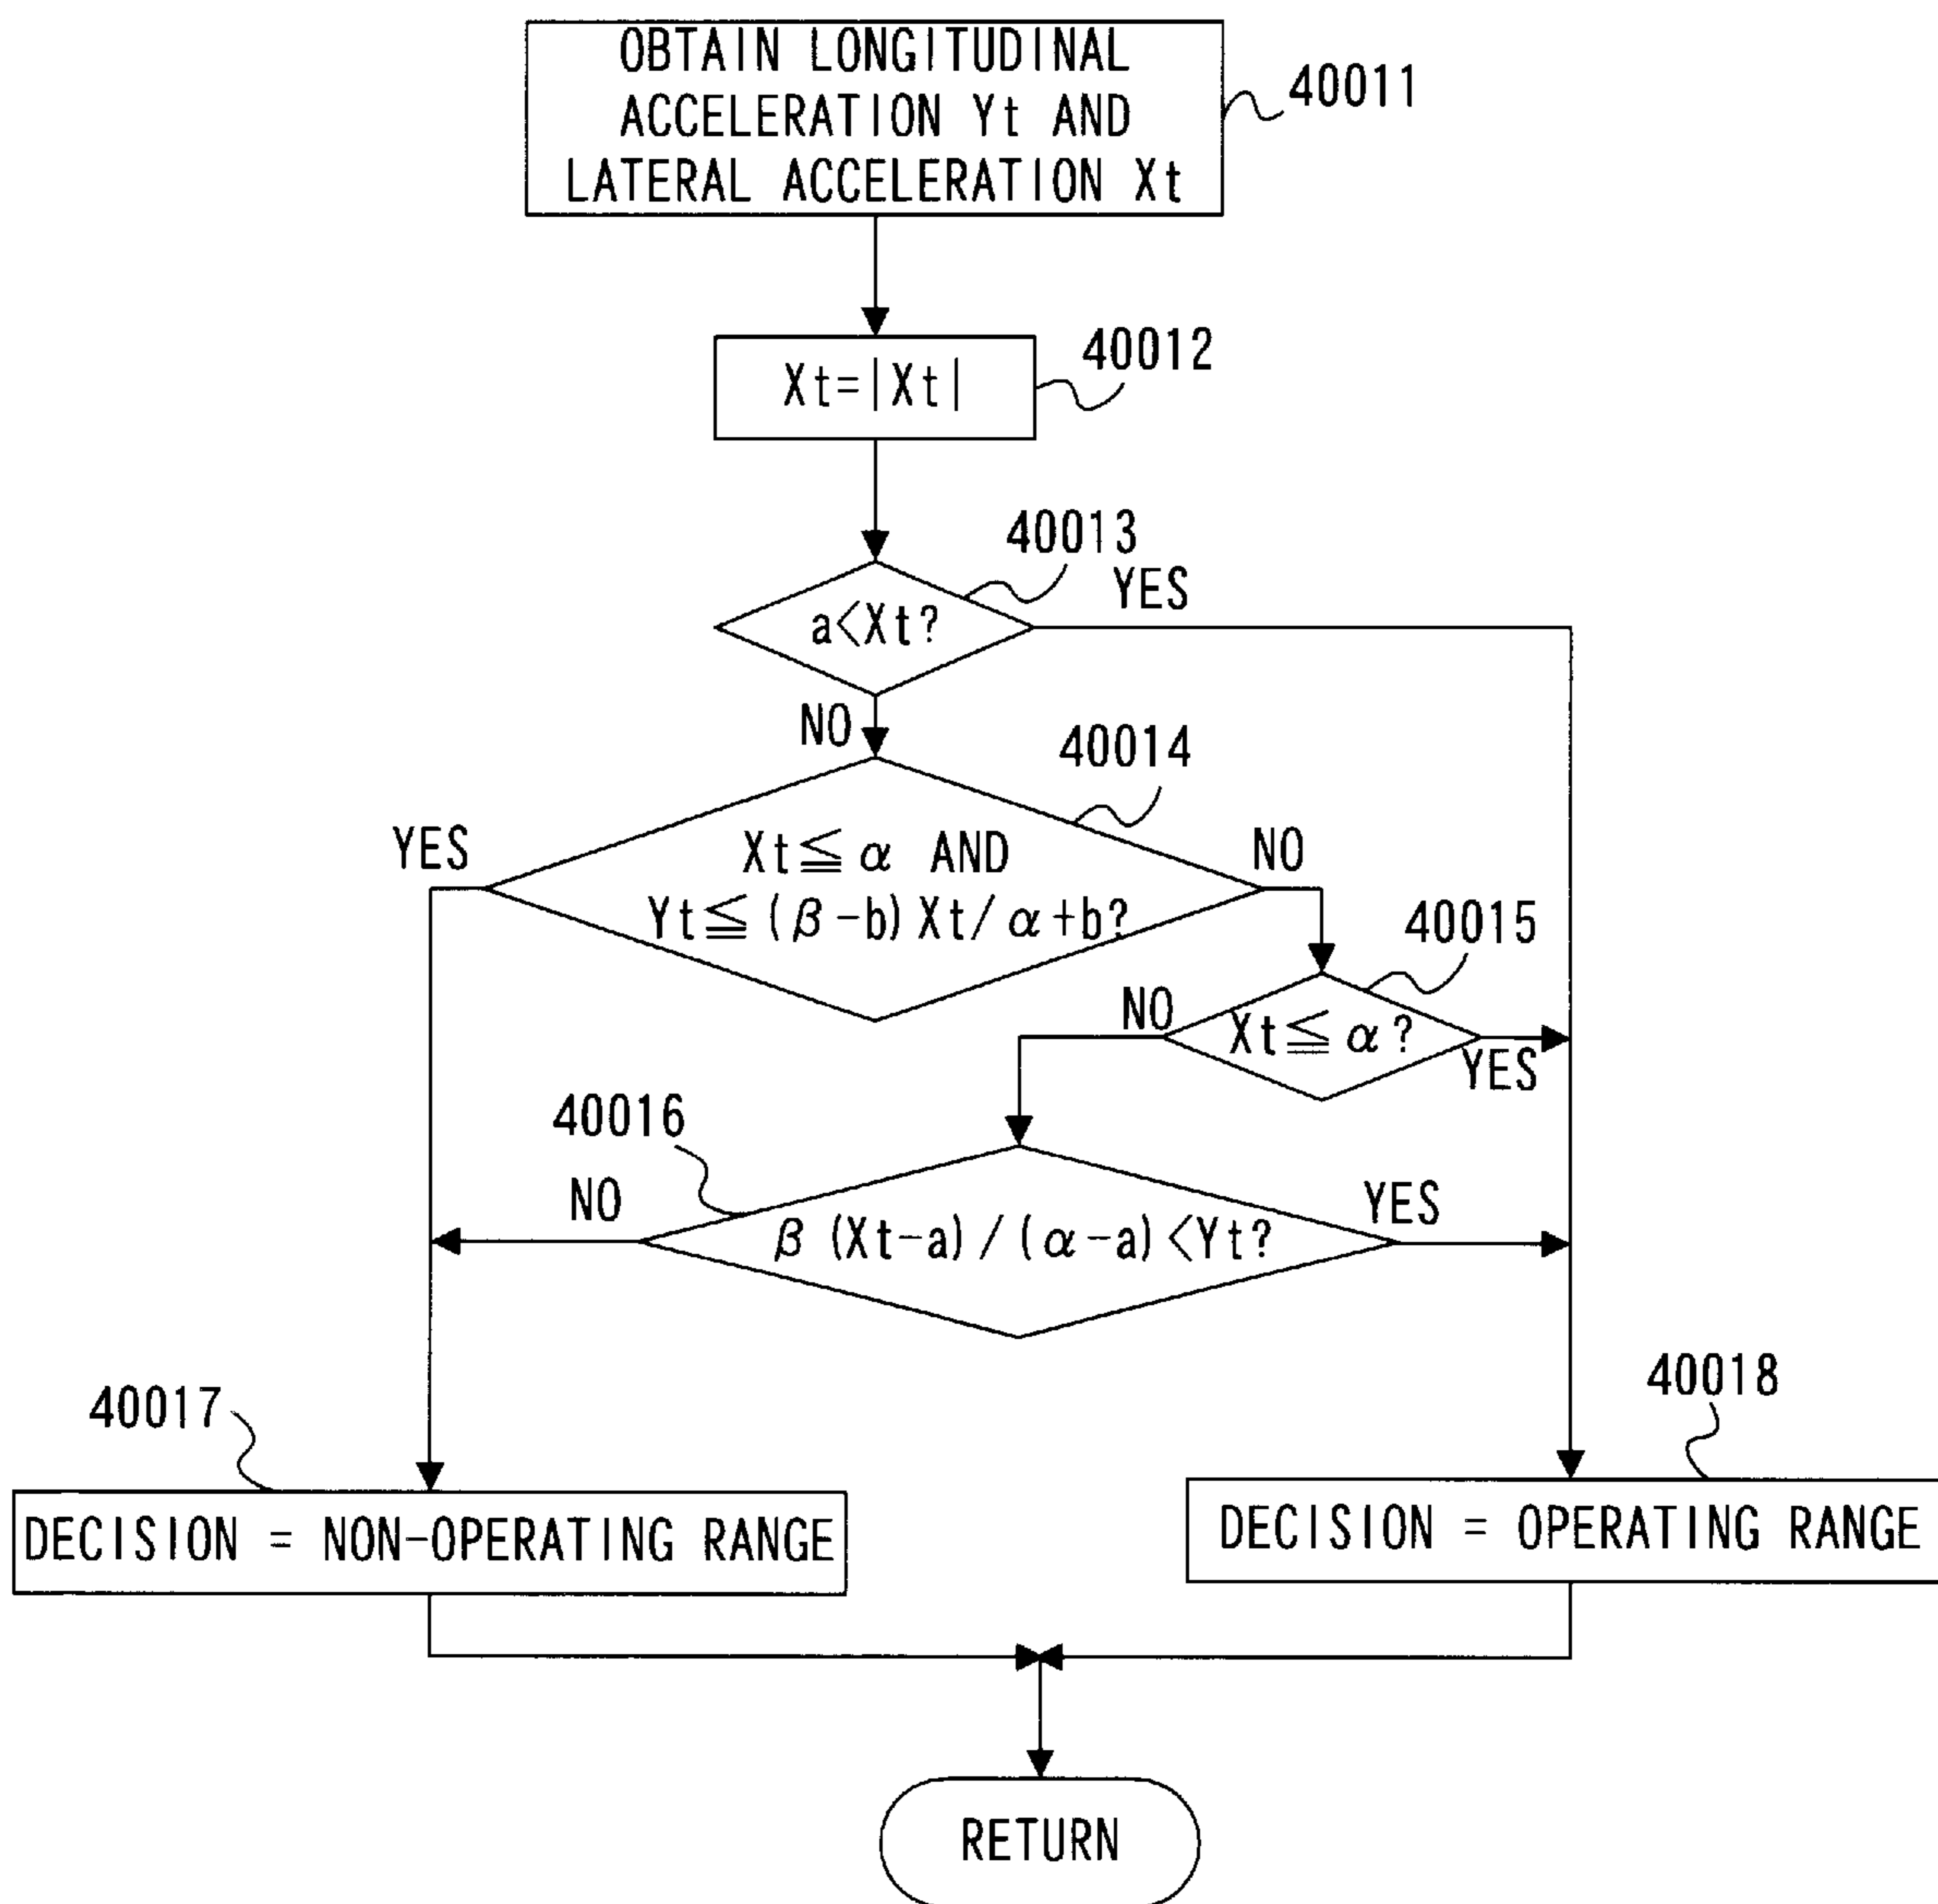 OBTAIN LONGITUDINAL
ACCELERATION Yt AND
LATERAL ACCELERATION Xt
40011
Xt=|Xt|
40012
40013
a<Xt?
YES
NO
40014
Xt≦α AND
Yt≦(β-b)Xt/α+b?
YES
NO
40015
Xt≦α?
NO
YES
40016
β(Xt-a)/(α-a)<Yt?
NO
YES
40017
DECISION = NON-OPERATING RANGE
40018
DECISION = OPERATING RANGE
RETURN